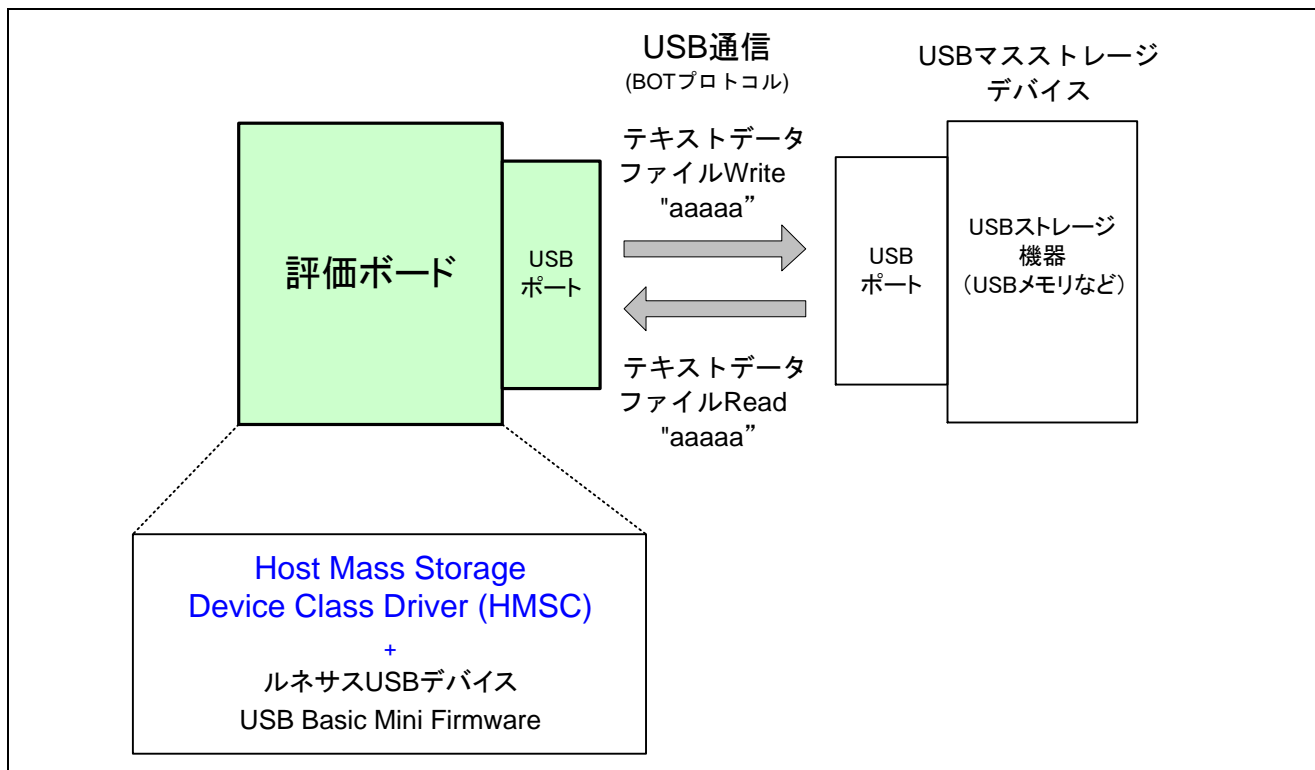 USB通信
(BOTプロトコル)
USBマスストレージ
デバイス
テキストデータ
ファイルWrite
"aaaaa”
評価ボード
USB
ポート
USB
ポート
USBストレージ
機器
（USBメモリなど）
テキストデータ
ファイルRead
"aaaaa”
Host Mass Storage
Device Class Driver (HMSC)
+
ルネサスUSBデバイス
USB Basic Mini Firmware